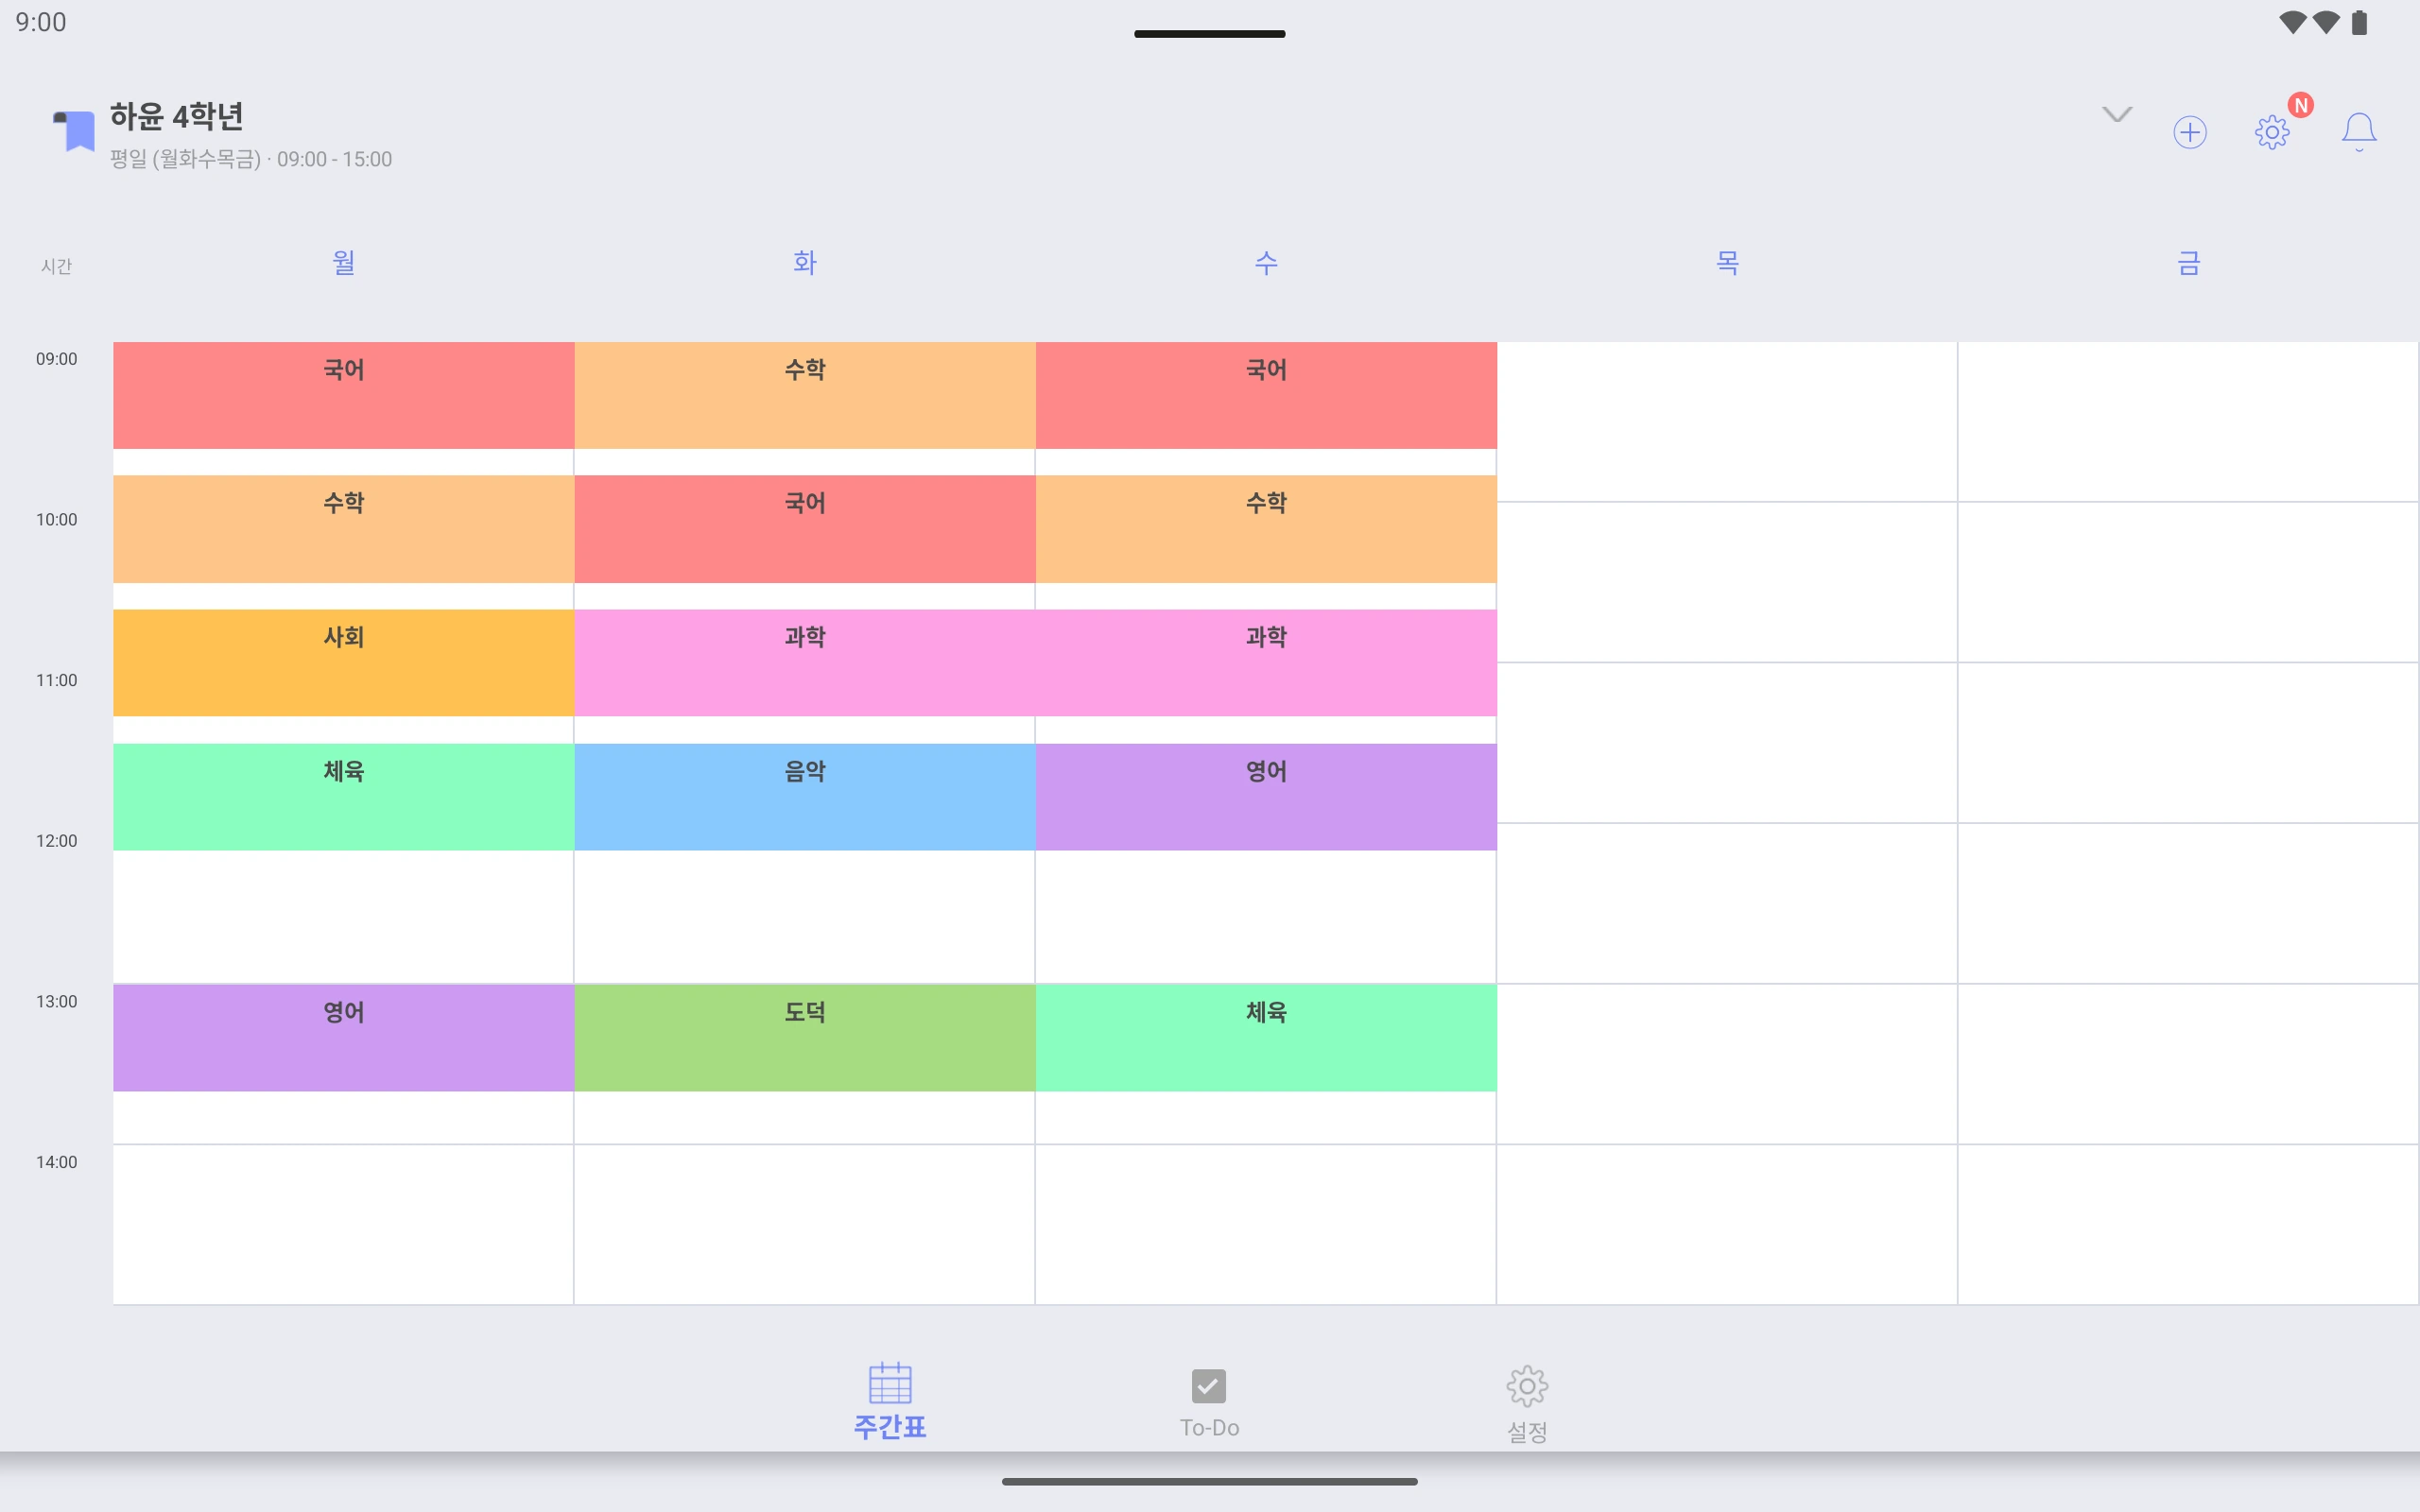 9:00
하윤 4학년
N
평일 (월화수목금) · 09:00 - 15:00
시간 월 화 수 목 금
09:00 국어 수학 국어
수학 국어 수학
10:00
사회 과학 과학
11:00
체육 음악 영어
12:00
13:00 영어 도덕 체육
14:00
주간표 To-Do 설정